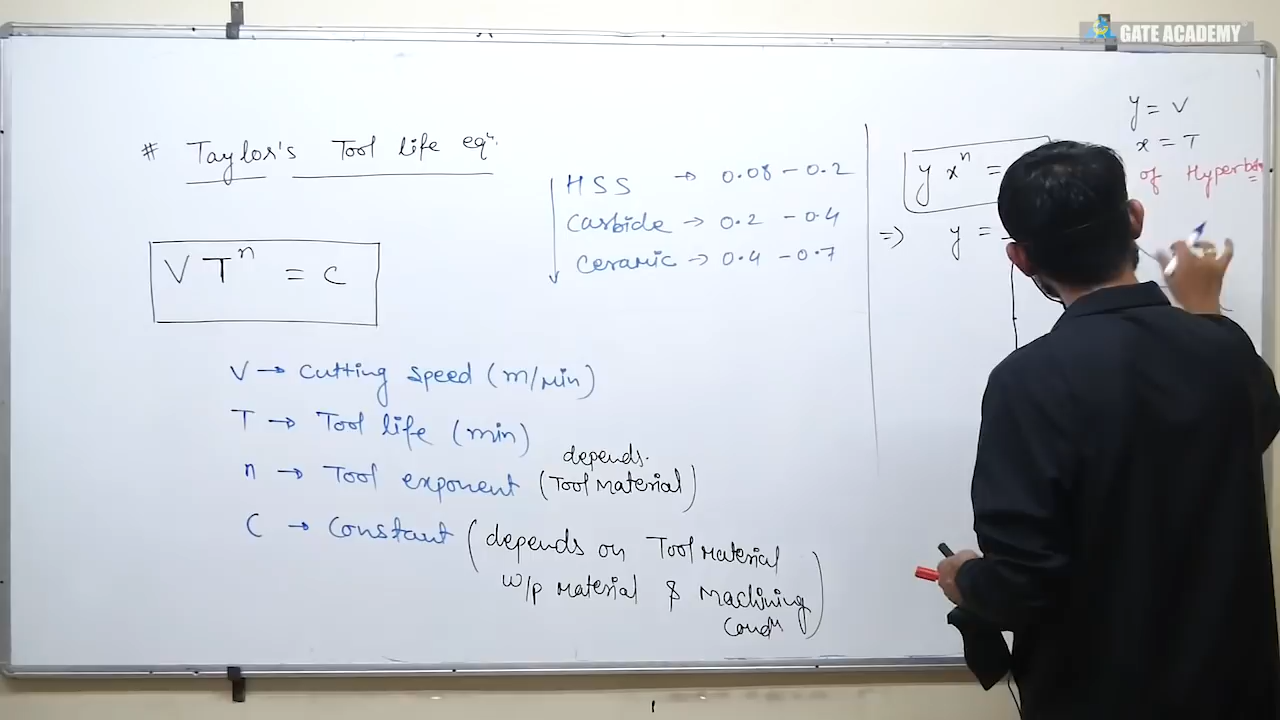 GATE ACADEMY
# Taylor's Tool life eqⁿ.
V Tⁿ = C
V → Cutting speed (m/min)
T → Tool life (min)
n → Tool exponent (depends. Tool Material)
C → Constant (depends on Tool Material
w/p material & Machining
Condⁿ)
HSS → 0.08 - 0.2
Carbide → 0.2 - 0.4
Ceramic → 0.4 - 0.7
y xⁿ =
⇒ y =
y = V
x = T
of